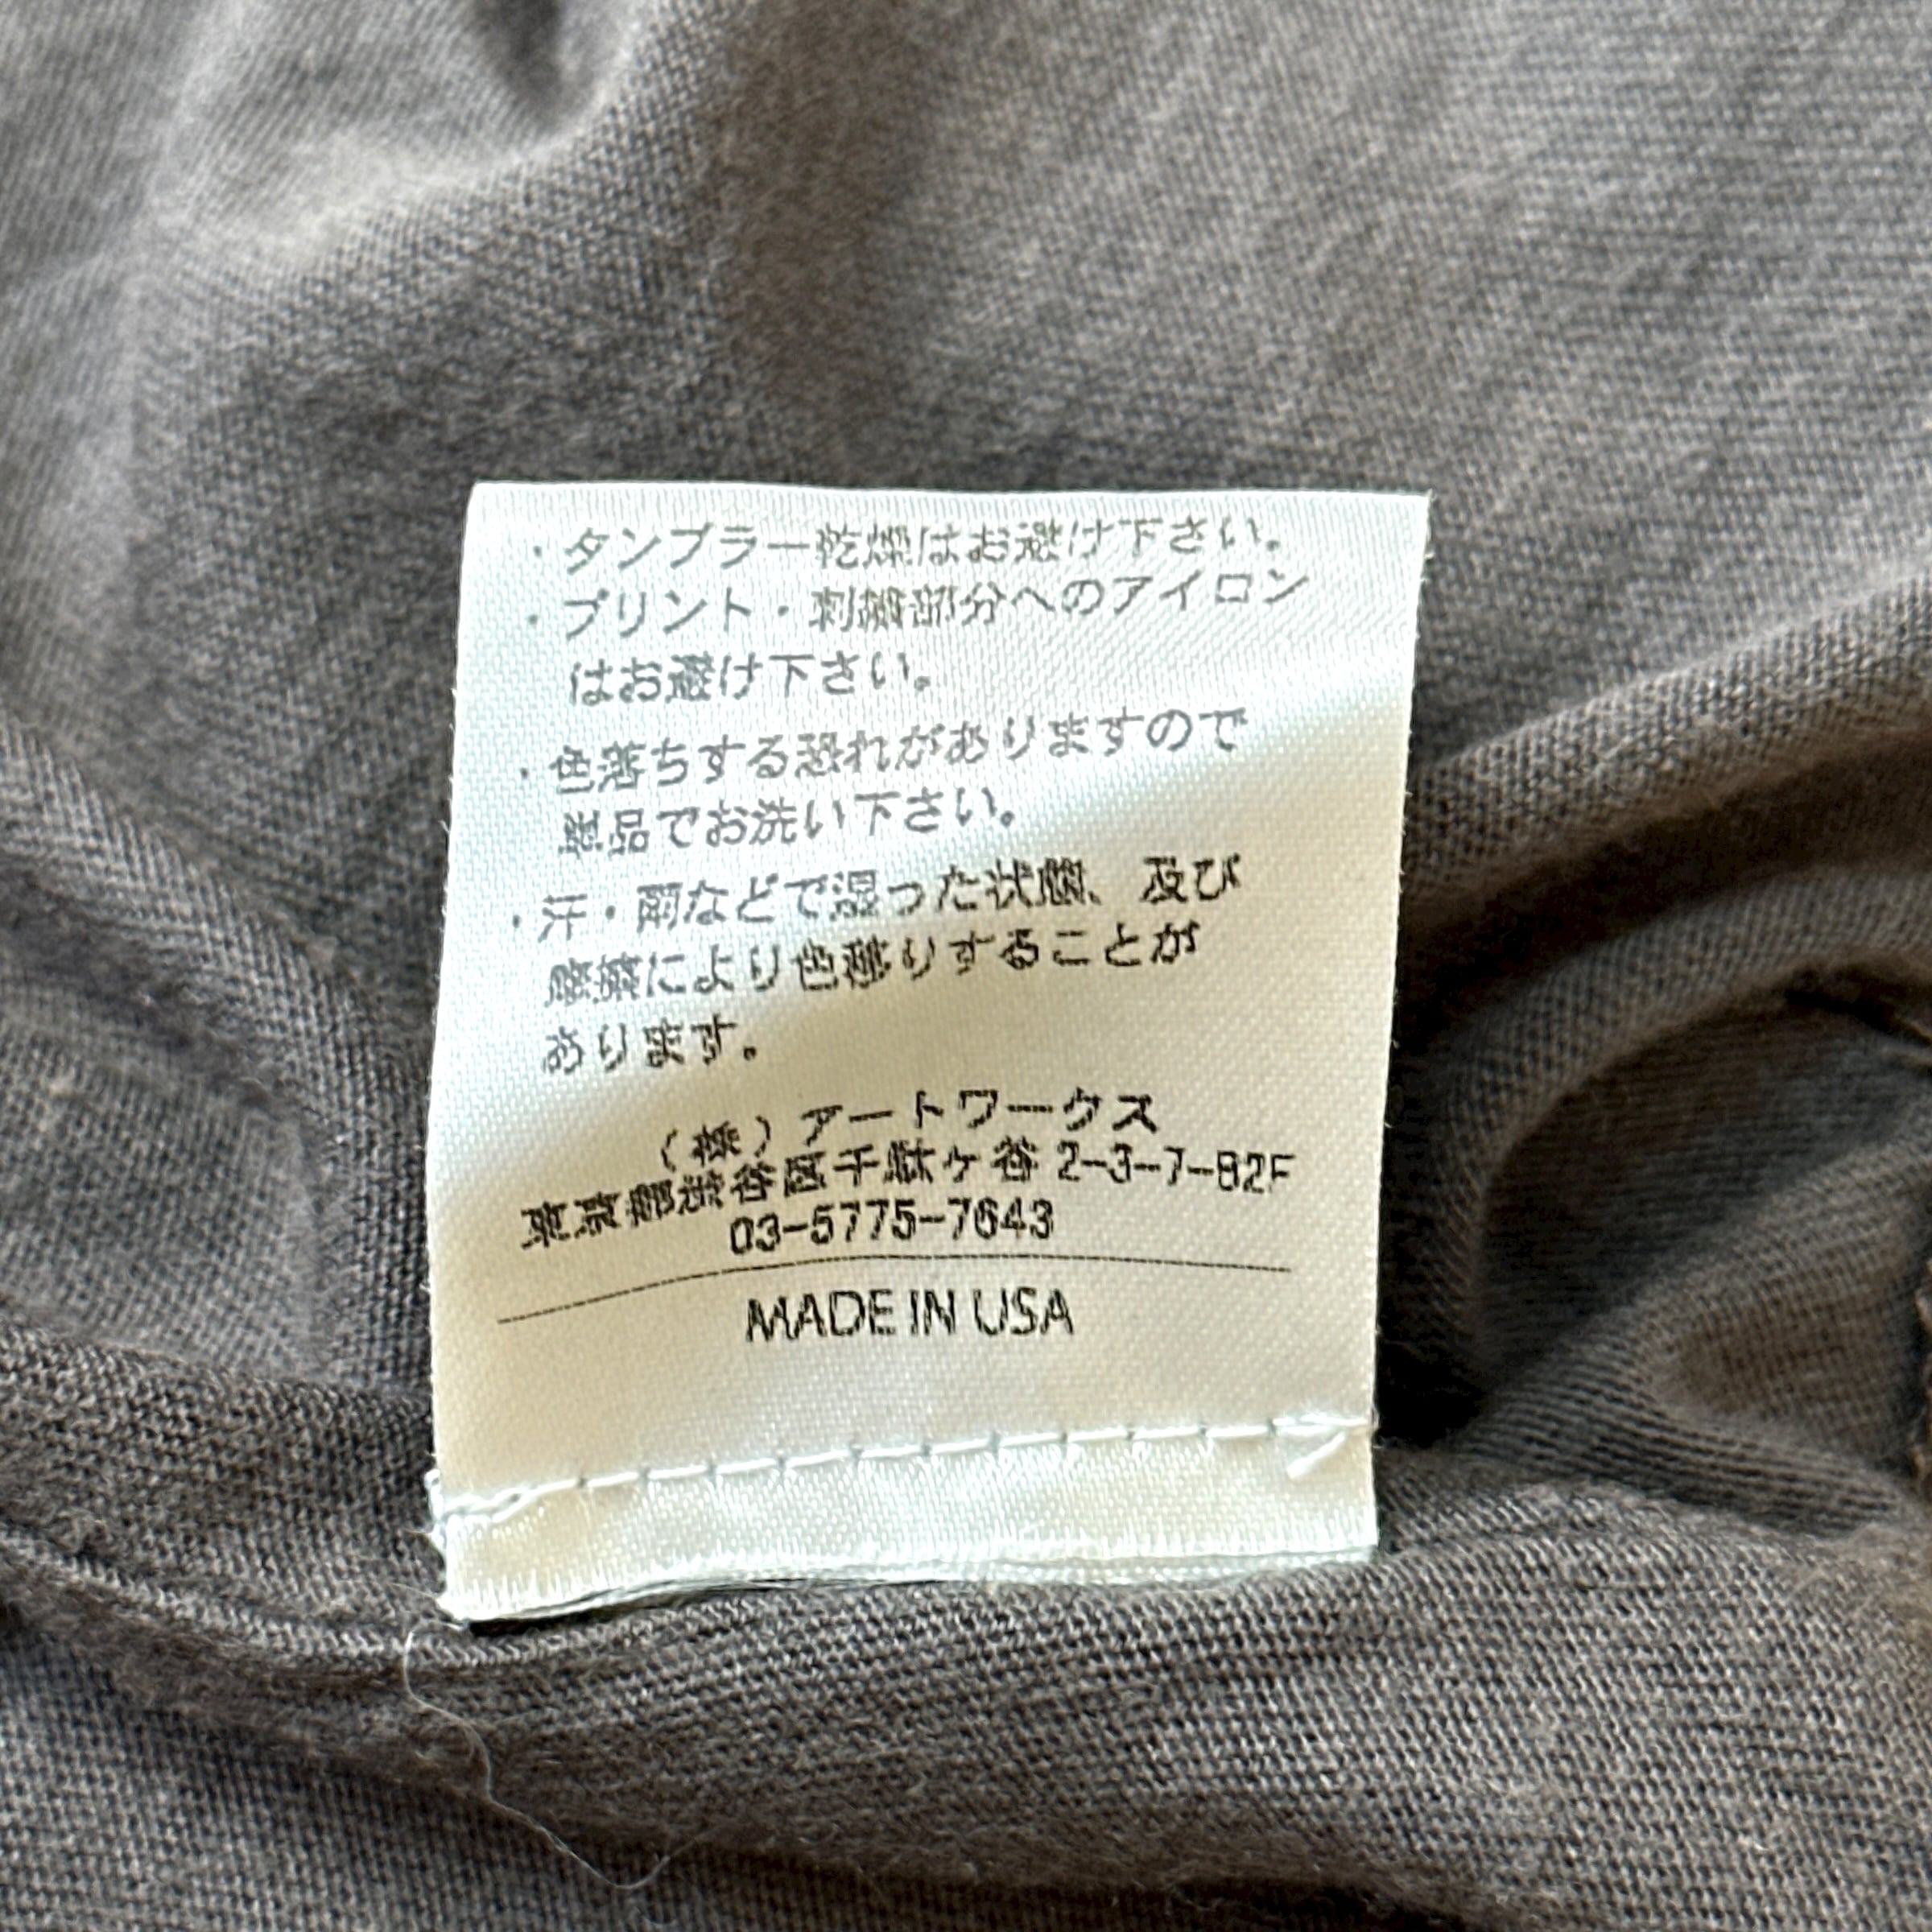 ・タンブラー乾燥はお避け下さい。
・プリント・刺繍部分へのアイロン
はお避け下さい。
・色落ちする恐れがありますので
単品でお洗い下さい。
・汗・雨などで湿った状態、及び
摩擦により色移りすることが
あります。
（株）アートワークス
東京都渋谷区千駄ヶ谷 2-3-7-B2F
03-5775-7643
MADE IN USA